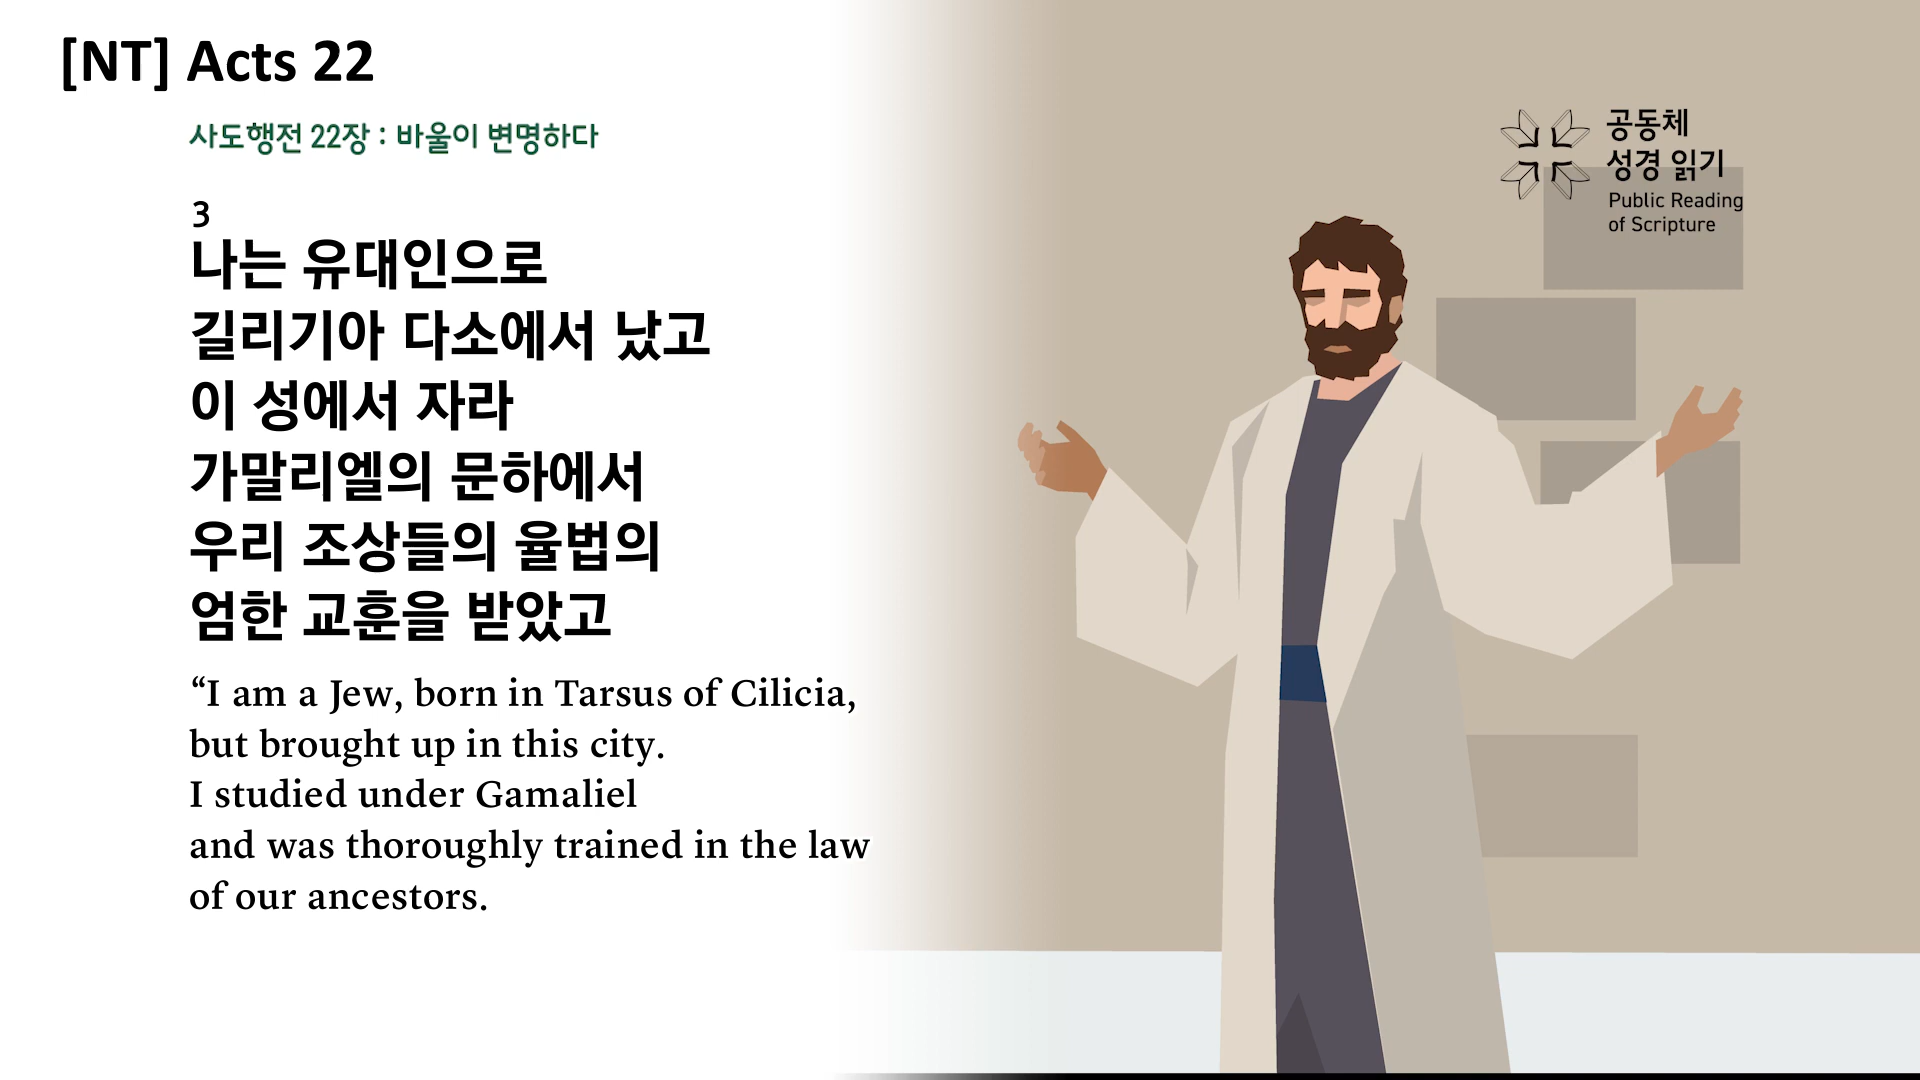 [NT] Acts 22
사도행전 22장 : 바울이 변명하다
3
나는 유대인으로
길리기아 다소에서 났고
이 성에서 자라
가말리엘의 문하에서
우리 조상들의 율법의
엄한 교훈을 받았고
“I am a Jew, born in Tarsus of Cilicia,
but brought up in this city.
I studied under Gamaliel
and was thoroughly trained in the law
of our ancestors.
공동체
성경 읽기
Public Reading
of Scripture